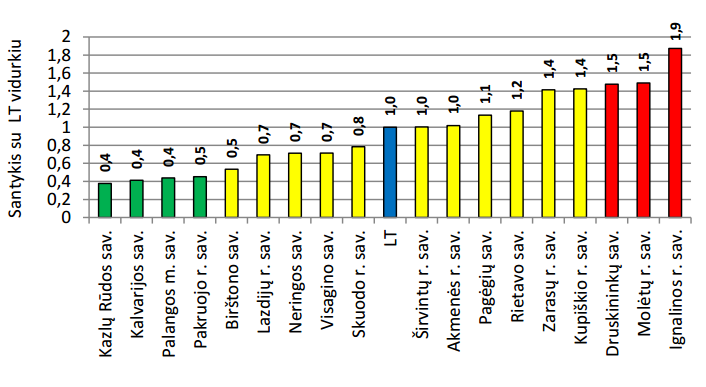 Santykis su LT vidurkiu
2
1,8
1,6
1,4
1,2
1
0,8
0,6
0,4
0,2
0
0,4
0,4
0,4
0,5
0,5
0,7
0,7
0,7
0,8
1,0
1,0
1,0
1,1
1,2
1,4
1,4
1,5
1,5
1,9
Kazlų Rūdos sav.
Kalvarijos sav.
Palangos m. sav.
Pakruojo r. sav.
Birštono sav.
Lazdijų r. sav.
Neringos sav.
Visagino sav.
Skuodo r. sav.
LT
Širvintų r. sav.
Akmenės r. sav.
Pagėgių sav.
Rietavo sav.
Zarasų r. sav.
Kupiškio r. sav.
Druskininkų sav.
Molėtų r. sav.
Ignalinos r. sav.